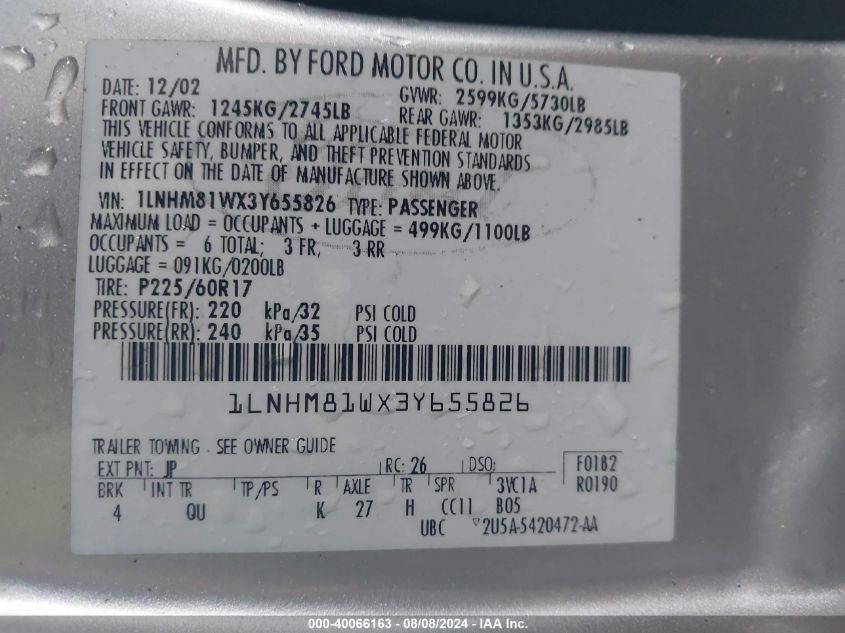 MFD. BY FORD MOTOR CO. IN U.S.A.
DATE: 12/02 GVWR: 2599KG/5730LB
FRONT GAWR: 1245KG/2745LB REAR GAWR: 1353KG/2985LB
THIS VEHICLE CONFORMS TO ALL APPLICABLE FEDERAL MOTOR
VEHICLE SAFETY, BUMPER, AND THEFT PREVENTION STANDARDS
IN EFFECT ON THE DATE OF MANUFACTURE SHOWN ABOVE.
VIN: 1LNHM81WX3Y655826 TYPE: PASSENGER
MAXIMUM LOAD = OCCUPANTS + LUGGAGE = 499KG/1100LB
OCCUPANTS = 6 TOTAL; 3 FR, 3 RR
LUGGAGE = 091KG/0200LB
TIRE: P225/60R17
PRESSURE(FR): 220 kPa/32 PSI COLD
PRESSURE(RR): 240 kPa/35 PSI COLD
1LNHM81WX3Y655826
TRAILER TOWING - SEE OWNER GUIDE
EXT PNT: JP RC: 26 DSO: F0182
BRK INT TR TP/PS R AXLE TR SPR 3VC1A R0190
4 QU K 27 H CC11 B05
UBC 2U5A-5420472-AA
000-40066163 - 08/08/2024 - IAA Inc.